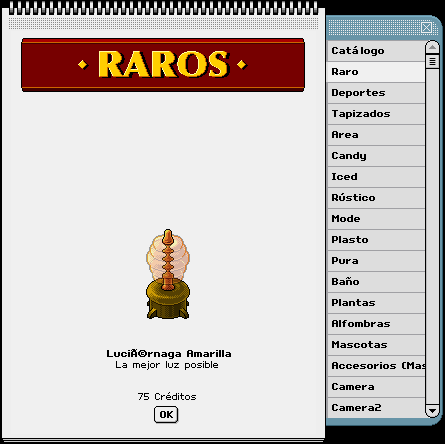 RAROS
LuciÃ©rnaga Amarilla
La mejor luz posible
75 Créditos
OK
Catálogo
Raro
Deportes
Tapizados
Area
Candy
Iced
Rústico
Mode
Plasto
Pura
Baño
Plantas
Alfombras
Mascotas
Accesorios (Mas
Camera
Camera2